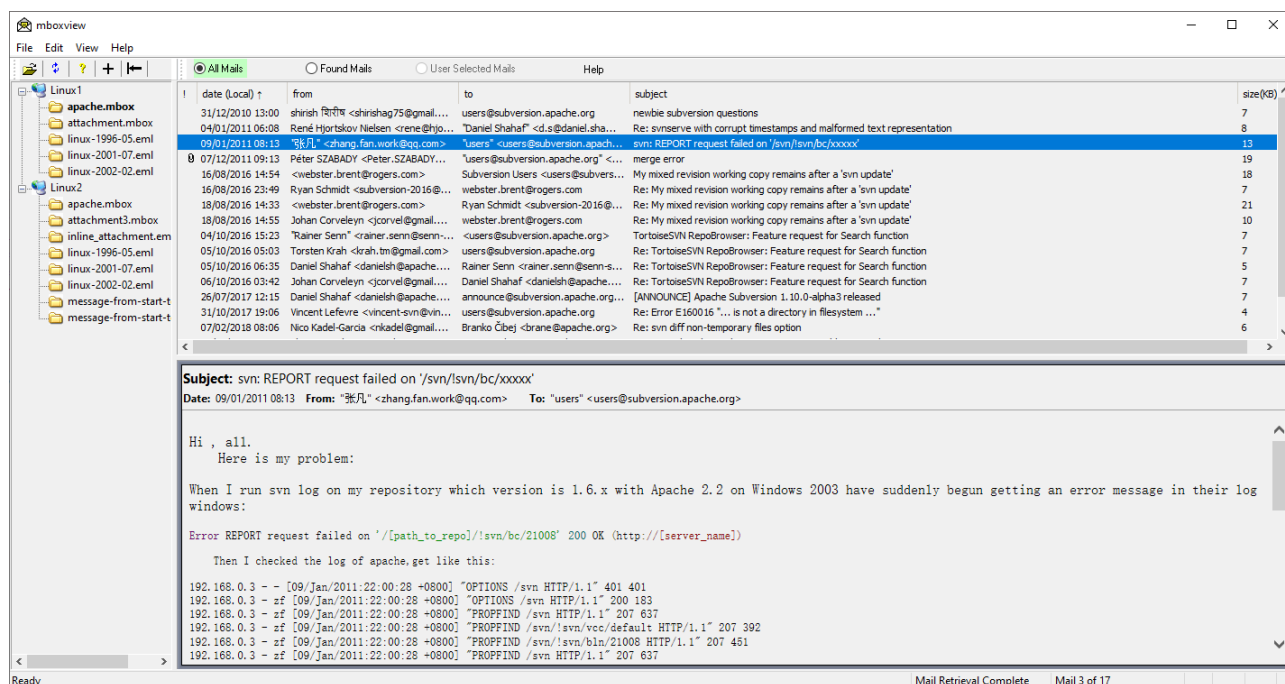 mboxview
File Edit View Help
All Mails Found Mails User Selected Mails Help
Linux1
apache.mbox
attachment.mbox
linux-1996-05.eml
linux-2001-07.eml
linux-2002-02.eml
Linux2
apache.mbox
attachment3.mbox
inline_attachment.em
linux-1996-05.eml
linux-2001-07.eml
linux-2002-02.eml
message-from-start-t
message-from-start-t
! date (Local) ↑ from to subject size(KB)
31/12/2010 13:00 shirish शिरीष <shirishag75@gmail.... users@subversion.apache.org newbie subversion questions 7
04/01/2011 06:08 René Hjortskov Nielsen <rene@hjo... "Daniel Shahaf" <d.s@daniel.sha... Re: svnserve with corrupt timestamps and malformed text representation 8
09/01/2011 08:13 "张凡" <zhang.fan.work@qq.com> "users" <users@subversion.apach... svn: REPORT request failed on '/svn/!svn/bc/xxxxx' 13
07/12/2011 09:13 Péter SZABADY <Peter.SZABADY... "users@subversion.apache.org" <... merge error 19
16/08/2016 14:54 <webster.brent@rogers.com> Subversion Users <users@subvers... My mixed revision working copy remains after a 'svn update' 18
16/08/2016 23:49 Ryan Schmidt <subversion-2016@... webster.brent@rogers.com Re: My mixed revision working copy remains after a 'svn update' 7
18/08/2016 14:33 <webster.brent@rogers.com> Ryan Schmidt <subversion-2016@... Re: My mixed revision working copy remains after a 'svn update' 21
18/08/2016 14:55 Johan Corveleyn <jcorvel@gmail.... webster.brent@rogers.com Re: My mixed revision working copy remains after a 'svn update' 10
04/10/2016 15:23 "Rainer Senn" <rainer.senn@senn-... <users@subversion.apache.org> TortoiseSVN RepoBrowser: Feature request for Search function 7
05/10/2016 05:03 Torsten Krah <krah.tm@gmail.com> users@subversion.apache.org Re: TortoiseSVN RepoBrowser: Feature request for Search function 7
05/10/2016 06:35 Daniel Shahaf <danielsh@apache.... Rainer Senn <rainer.senn@senn-s... Re: TortoiseSVN RepoBrowser: Feature request for Search function 5
06/10/2016 03:42 Johan Corveleyn <jcorvel@gmail.... Daniel Shahaf <danielsh@apache.... Re: TortoiseSVN RepoBrowser: Feature request for Search function 7
26/07/2017 12:15 Daniel Shahaf <danielsh@apache.... announce@subversion.apache.org... [ANNOUNCE] Apache Subversion 1.10.0-alpha3 released 7
31/10/2017 19:06 Vincent Lefevre <vincent-svn@vin... users@subversion.apache.org Re: Error E160016 "... is not a directory in filesystem ..." 4
07/02/2018 08:06 Nico Kadel-Garcia <nkadel@gmail.... Branko Čibej <brane@apache.org> Re: svn diff non-temporary files option 6
Subject: svn: REPORT request failed on '/svn/!svn/bc/xxxxx'
Date: 09/01/2011 08:13 From: "张凡" <zhang.fan.work@qq.com> To: "users" <users@subversion.apache.org>
Hi , all.
Here is my problem:
When I run svn log on my repository which version is 1.6.x with Apache 2.2 on Windows 2003 have suddenly begun getting an error message in their log
windows:
Error REPORT request failed on '/[path_to_repo]/!svn/bc/21008' 200 OK (http://[server_name])
Then I checked the log of apache,get like this:
192.168.0.3 - - [09/Jan/2011:22:00:28 +0800] "OPTIONS /svn HTTP/1.1" 401 401
192.168.0.3 - zf [09/Jan/2011:22:00:28 +0800] "OPTIONS /svn HTTP/1.1" 200 183
192.168.0.3 - zf [09/Jan/2011:22:00:28 +0800] "PROPFIND /svn HTTP/1.1" 207 637
192.168.0.3 - zf [09/Jan/2011:22:00:28 +0800] "PROPFIND /svn/!svn/vcc/default HTTP/1.1" 207 392
192.168.0.3 - zf [09/Jan/2011:22:00:28 +0800] "PROPFIND /svn/!svn/bln/21008 HTTP/1.1" 207 451
192.168.0.3 - zf [09/Jan/2011:22:00:28 +0800] "PROPFIND /svn HTTP/1.1" 207 637
Ready Mail Retrieval Complete Mail 3 of 17